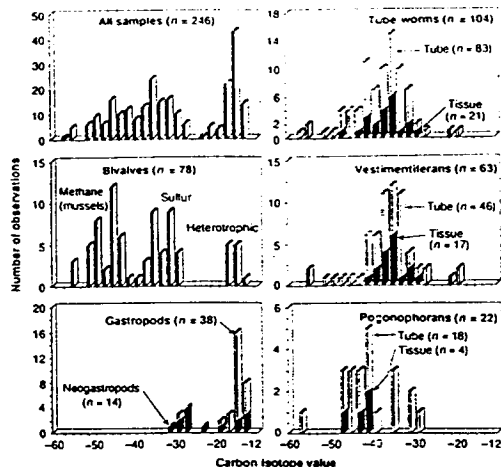 All samples (n = 246)
50
40
30
20
10
0
Tube worms (n = 104)
Tube (n = 83)
Tissue
(n = 21)
18
12
8
6
2
0
Number of observations
Bivalves (n = 78)
Methane
(mussels)
Sulfur
Heterotrophic
15
10
5
0
Vestimentiferans (n = 63)
Tube (n = 46)
Tissue
(n = 17)
15
10
5
0
Gastropods (n = 38)
Neogastropods
(n = 14)
20
16
12
8
4
0
-60 -50 -40 -30 -20 -12
Pogonophorans (n = 22)
Tube (n = 18)
Tissue (n = 4)
6
4
2
0
-60 -50 -40 -30 -20 -12
Carbon isotope value